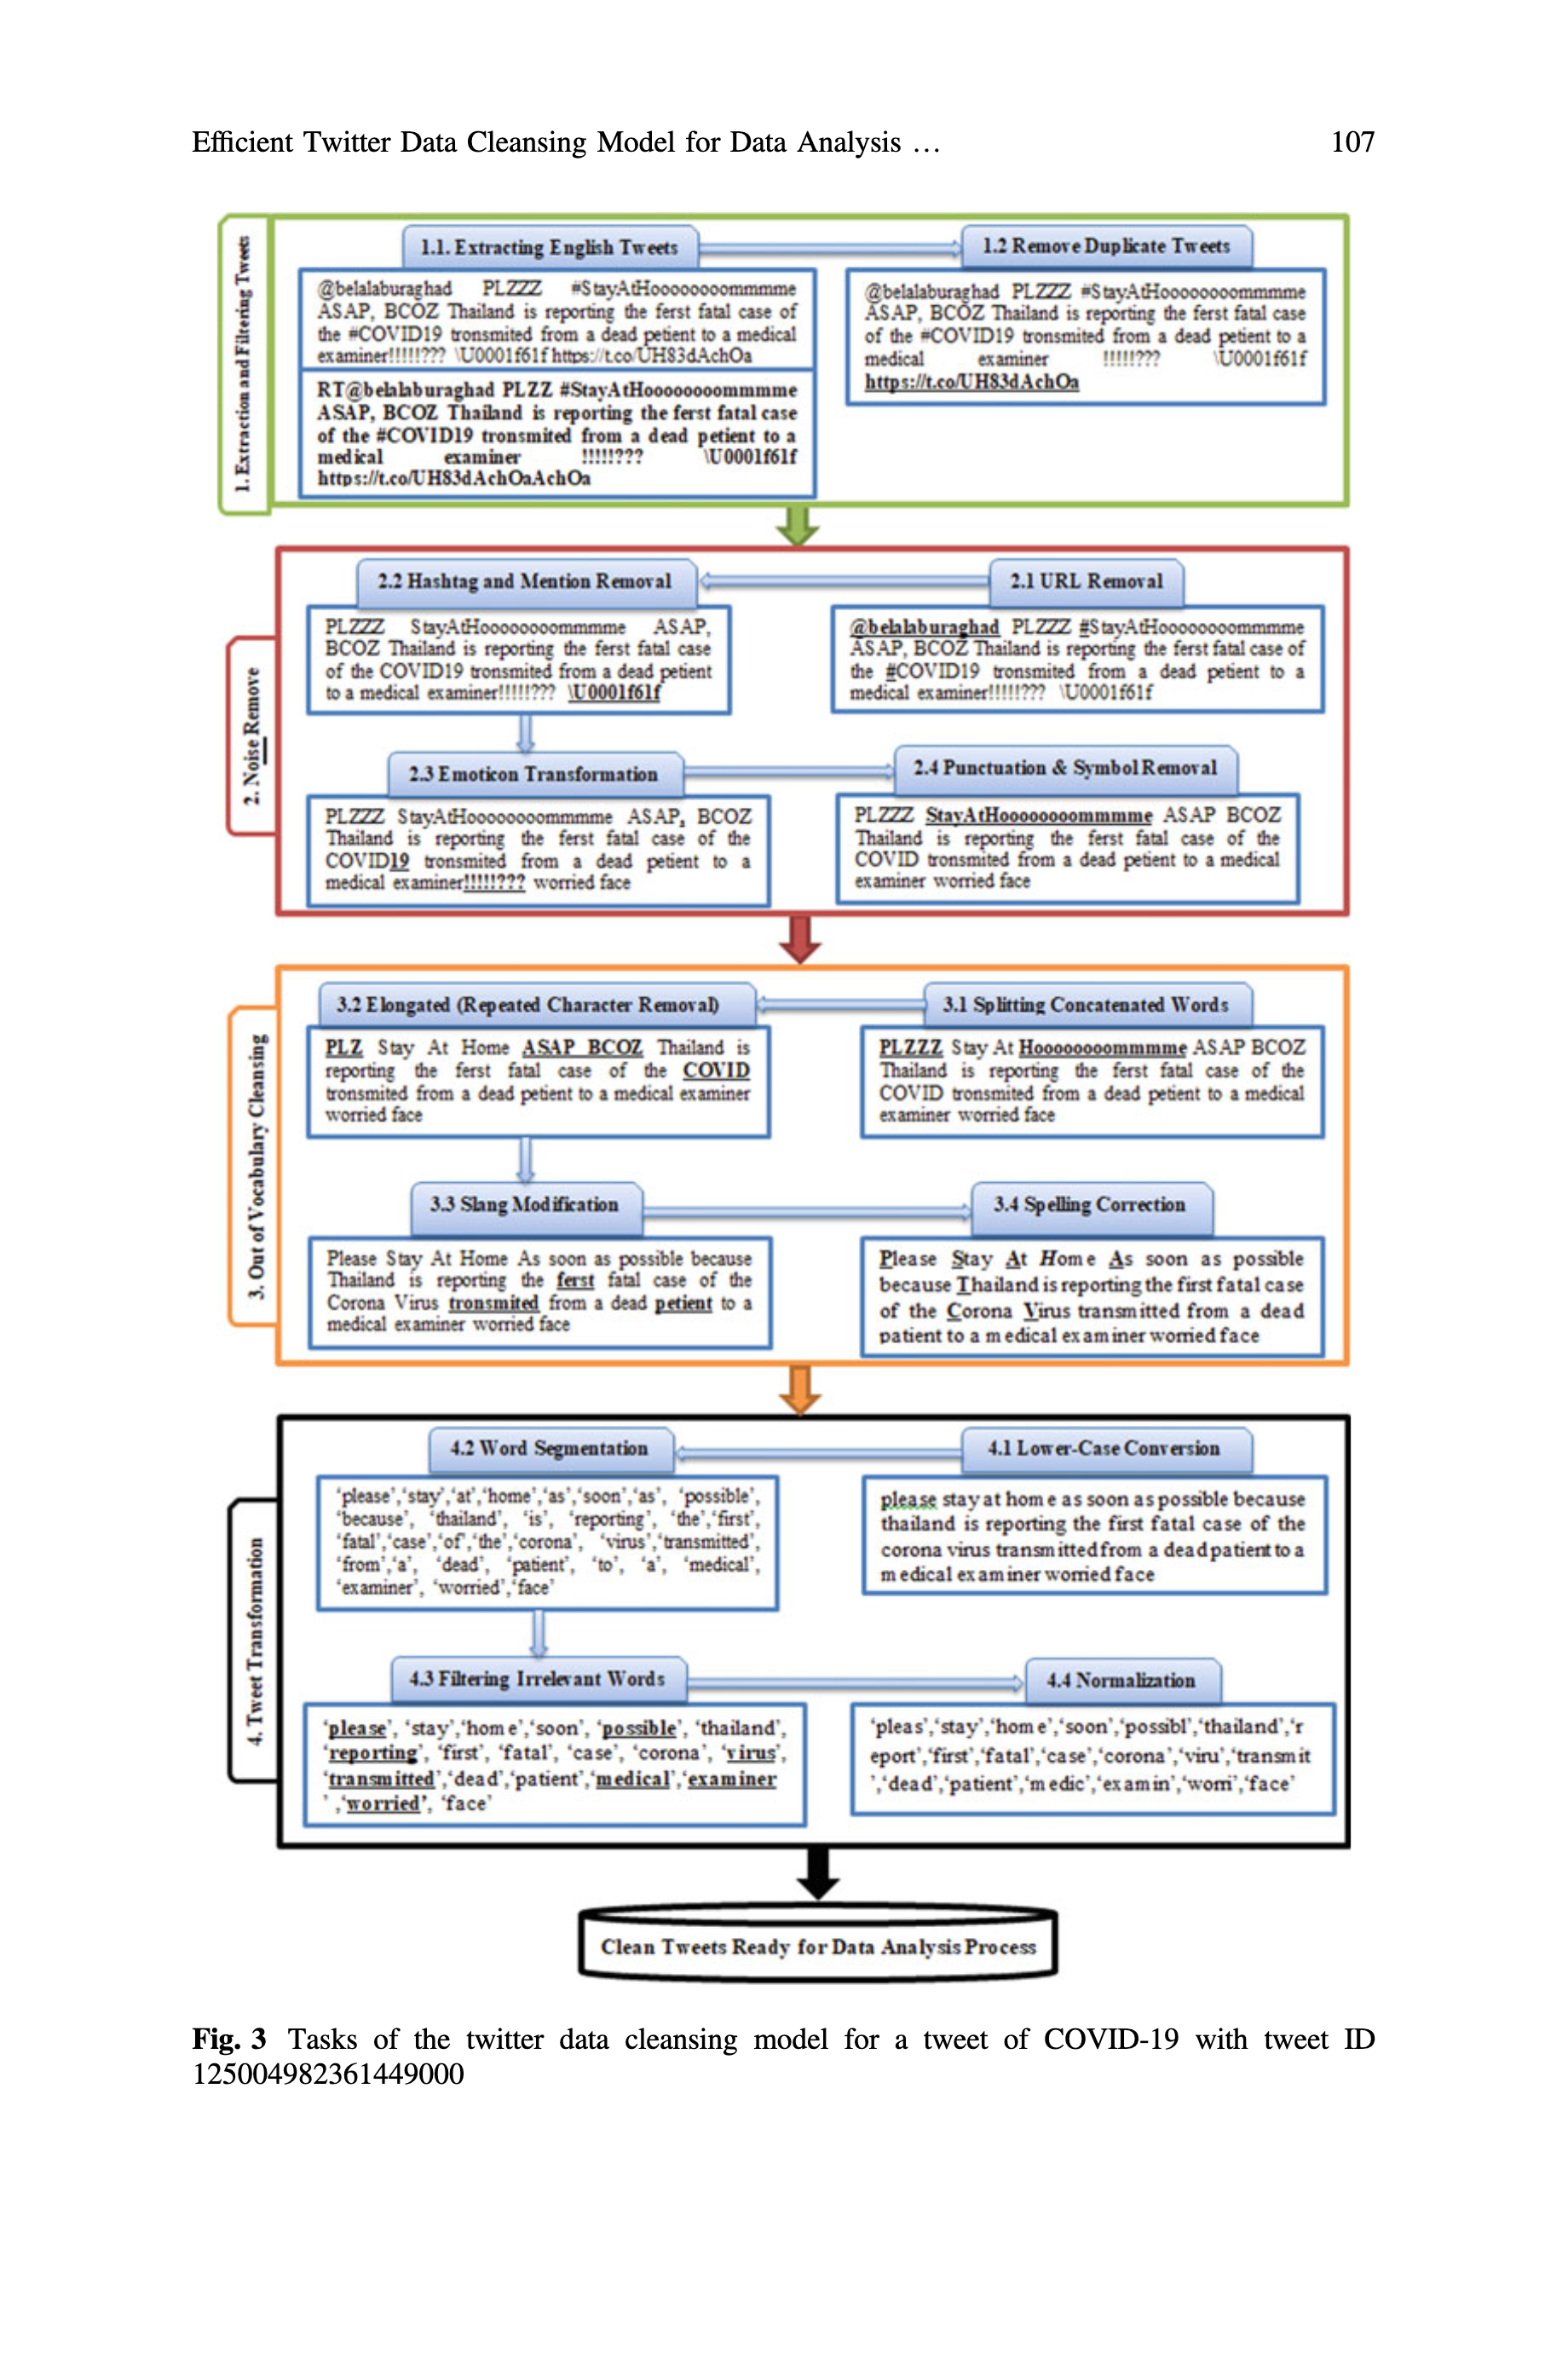 Efficient Twitter Data Cleansing Model for Data Analysis …
107
1. Extraction and Filtering Tweets
1.1. Extracting English Tweets
@belalaburaghad PLZZZ #StayAtHoooooooommmme
ASAP, BCOZ Thailand is reporting the ferst fatal case of
the #COVID19 tronsmited from a dead petient to a medical
examiner!!!!!??? \U0001f61f https://t.co/UH83dAchOa
RT@belalaburaghad PLZZ #StayAtHoooooooommmme
ASAP, BCOZ Thailand is reporting the ferst fatal case
of the #COVID19 tronsmited from a dead petient to a
medical examiner !!!!!??? \U0001f61f
https://t.co/UH83dAchOaAchOa
1.2 Remove Duplicate Tweets
@belalaburaghad PLZZZ #StayAtHoooooooommmme
ASAP, BCOZ Thailand is reporting the ferst fatal case
of the #COVID19 tronsmited from a dead petient to a
medical examiner !!!!!??? \U0001f61f
https://t.co/UH83dAchOa
2. Noise Remove
2.1 URL Removal
@belalaburaghad PLZZZ #StayAtHoooooooommmme
ASAP, BCOZ Thailand is reporting the ferst fatal case of
the #COVID19 tronsmited from a dead petient to a
medical examiner!!!!!??? \U0001f61f
2.2 Hashtag and Mention Removal
PLZZZ StayAtHoooooooommmme ASAP,
BCOZ Thailand is reporting the ferst fatal case
of the COVID19 tronsmited from a dead petient
to a medical examiner!!!!!??? \U0001f61f
2.3 Emoticon Transformation
PLZZZ StayAtHoooooooommmme ASAP, BCOZ
Thailand is reporting the ferst fatal case of the
COVID19 tronsmited from a dead petient to a
medical examiner!!!!!??? worried face
2.4 Punctuation & Symbol Removal
PLZZZ StayAtHoooooooommmme ASAP BCOZ
Thailand is reporting the ferst fatal case of the
COVID tronsmited from a dead petient to a medical
examiner worried face
3. Out of Vocabulary Cleansing
3.1 Splitting Concatenated Words
PLZZZ Stay At Hoooooooommmme ASAP BCOZ
Thailand is reporting the ferst fatal case of the
COVID tronsmited from a dead petient to a medical
examiner worried face
3.2 Elongated (Repeated Character Removal)
PLZ Stay At Home ASAP BCOZ Thailand is
reporting the ferst fatal case of the COVID
tronsmited from a dead petient to a medical examiner
worried face
3.3 Slang Modification
Please Stay At Home As soon as possible because
Thailand is reporting the ferst fatal case of the
Corona Virus tronsmited from a dead petient to a
medical examiner worried face
3.4 Spelling Correction
Please Stay At Home As soon as possible
because Thailand is reporting the first fatal case
of the Corona Virus transmitted from a dead
patient to a medical examiner worried face
4. Tweet Transformation
4.1 Lower-Case Conversion
please stay at home as soon as possible because
thailand is reporting the first fatal case of the
corona virus transmitted from a dead patient to a
medical examiner worried face
4.2 Word Segmentation
‘please’,‘stay’,‘at’,‘home’,‘as’,‘soon’,‘as’, ‘possible’,
‘because’, ‘thailand’, ‘is’, ‘reporting’, ‘the’,‘first’,
‘fatal’,‘case’,‘of’,‘the’,‘corona’, ‘virus’,‘transmitted’,
‘from’,‘a’, ‘dead’, ‘patient’, ‘to’, ‘a’, ‘medical’,
‘examiner’, ‘worried’,‘face’
4.3 Filtering Irrelevant Words
‘please’, ‘stay’,‘home’,‘soon’, ‘possible’, ‘thailand’,
‘reporting’, ‘first’, ‘fatal’, ‘case’, ‘corona’, ‘virus’,
‘transmitted’,‘dead’,‘patient’,‘medical’,‘examiner
’ ,‘worried’, ‘face’
4.4 Normalization
‘pleas’,‘stay’,‘home’,‘soon’,‘possibl’,‘thailand’,‘r
eport’,‘first’,‘fatal’,‘case’,‘corona’,‘viru’,‘transmit
’,‘dead’,‘patient’,‘medic’,‘examin’,‘worri’,‘face’
Clean Tweets Ready for Data Analysis Process
Fig. 3 Tasks of the twitter data cleansing model for a tweet of COVID-19 with tweet ID
125004982361449000